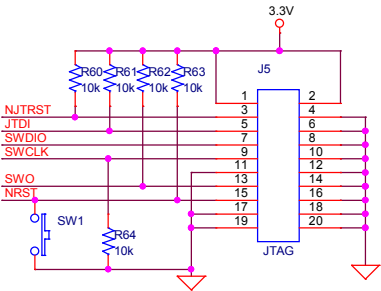 3.3V
R60 R61 R62 R63
10k 10k 10k 10k
J5
1 2
NJTRST 3 4
JTDI 5 6
SWDIO 7 8
SWCLK 9 10
11 12
SWO 13 14
NRST 15 16
17 18
19 20
SW1
R64
10k
JTAG